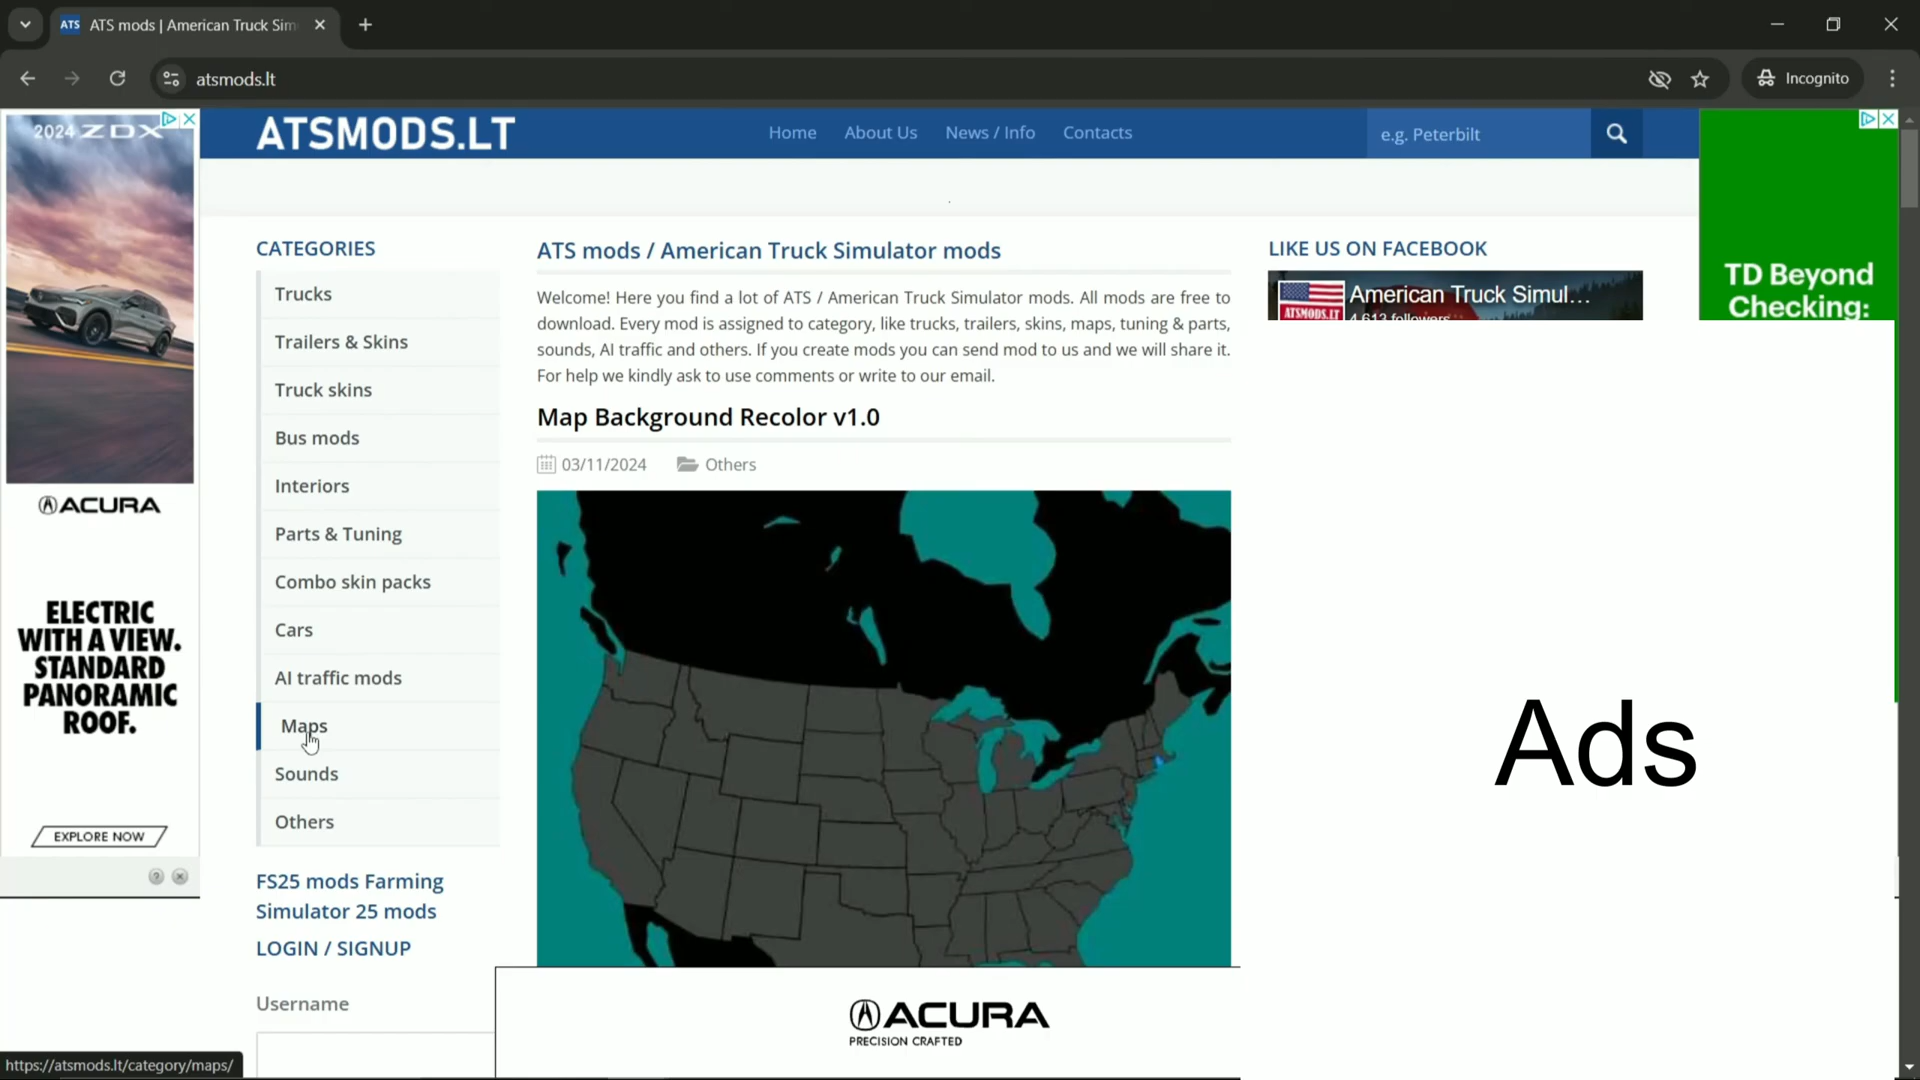 ATS
ATS mods | American Truck Sim
atsmods.lt
Incognito
2024 ZDX
ACURA
ELECTRIC
WITH A VIEW.
STANDARD
PANORAMIC
ROOF.
EXPLORE NOW
ATSMODS.LT
Home
About Us
News / Info
Contacts
e.g. Peterbilt
CATEGORIES
Trucks
Trailers & Skins
Truck skins
Bus mods
Interiors
Parts & Tuning
Combo skin packs
Cars
AI traffic mods
Maps
Sounds
Others
FS25 mods Farming
Simulator 25 mods
LOGIN / SIGNUP
Username
ATS mods / American Truck Simulator mods
Welcome! Here you find a lot of ATS / American Truck Simulator mods. All mods are free to
download. Every mod is assigned to category, like trucks, trailers, skins, maps, tuning & parts,
sounds, AI traffic and others. If you create mods you can send mod to us and we will share it.
For help we kindly ask to use comments or write to our email.
Map Background Recolor v1.0
03/11/2024
Others
ACURA
PRECISION CRAFTED
LIKE US ON FACEBOOK
American Truck Simul...
ATSMODS.LT
4,613 followers
TD Beyond
Checking:
Ads
https://atsmods.lt/category/maps/